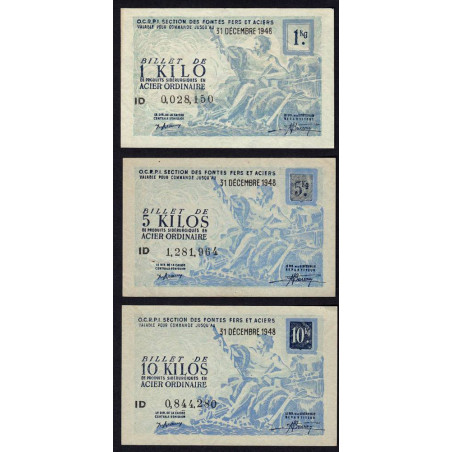 O.C.R.P.I. SECTION DES FONTES FERS ET ACIERS
VALABLE POUR COMMANDE JUSQU'AU 31 DÉCEMBRE 1948
1Kg
BILLET DE
1 KILO
DE PRODUITS SIDÉRURGIQUES EN
ACIER ORDINAIRE
ID 0,028,150
O.C.R.P.I. SECTION DES FONTES FERS ET ACIERS
VALABLE POUR COMMANDE JUSQU'AU 31 DÉCEMBRE 1948
5Kg
BILLET DE
5 KILOS
DE PRODUITS SIDÉRURGIQUES EN
ACIER ORDINAIRE
ID 1,281,964
O.C.R.P.I. SECTION DES FONTES FERS ET ACIERS
VALABLE POUR COMMANDE JUSQU'AU 31 DÉCEMBRE 1948
10
BILLET DE
10 KILOS
DE PRODUITS SIDÉRURGIQUES EN
ACIER ORDINAIRE
ID 0,844,280